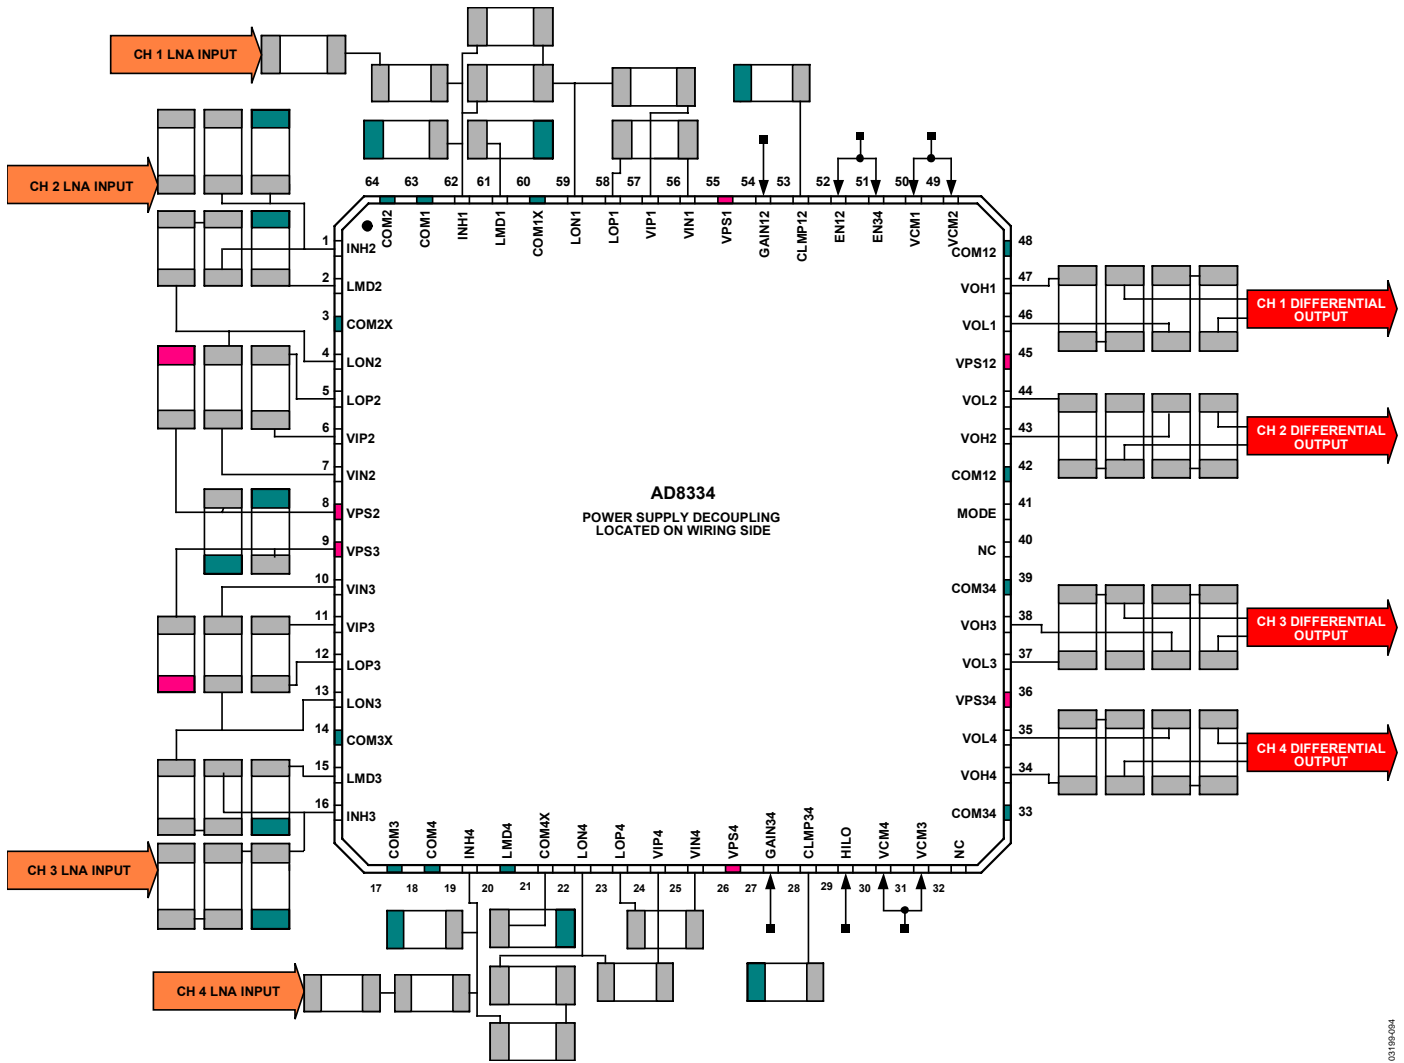 CH 1 LNA INPUT
CH 2 LNA INPUT
64 63 62 61 60 59 58 57 56 55 54 53 52 51 50 49
COM2 COM1 INH1 LMD1 COM1X LON1 LOP1 VIP1 VIN1 VPS1 GAIN12 CLMP12 EN12 EN34 VCM1 VCM2
1 INH2
2 LMD2
3 COM2X
4 LON2
5 LOP2
6 VIP2
7 VIN2
8 VPS2
9 VPS3
10 VIN3
11 VIP3
12 LOP3
13 LON3
14 COM3X
15 LMD3
16 INH3
AD8334
POWER SUPPLY DECOUPLING
LOCATED ON WIRING SIDE
COM12 48
VOH1 47
VOL1 46
VPS12 45
VOL2 44
VOH2 43
COM12 42
MODE 41
NC 40
COM34 39
VOH3 38
VOL3 37
VPS34 36
VOL4 35
VOH4 34
COM34 33
CH 1 DIFFERENTIAL
OUTPUT
CH 2 DIFFERENTIAL
OUTPUT
CH 3 DIFFERENTIAL
OUTPUT
CH 4 DIFFERENTIAL
OUTPUT
CH 3 LNA INPUT
COM3 COM4 INH4 LMD4 COM4X LON4 LOP4 VIP4 VIN4 VPS4 GAIN34 CLMP34 HILO VCM4 VCM3 NC
17 18 19 20 21 22 23 24 25 26 27 28 29 30 31 32
CH 4 LNA INPUT
03199-094